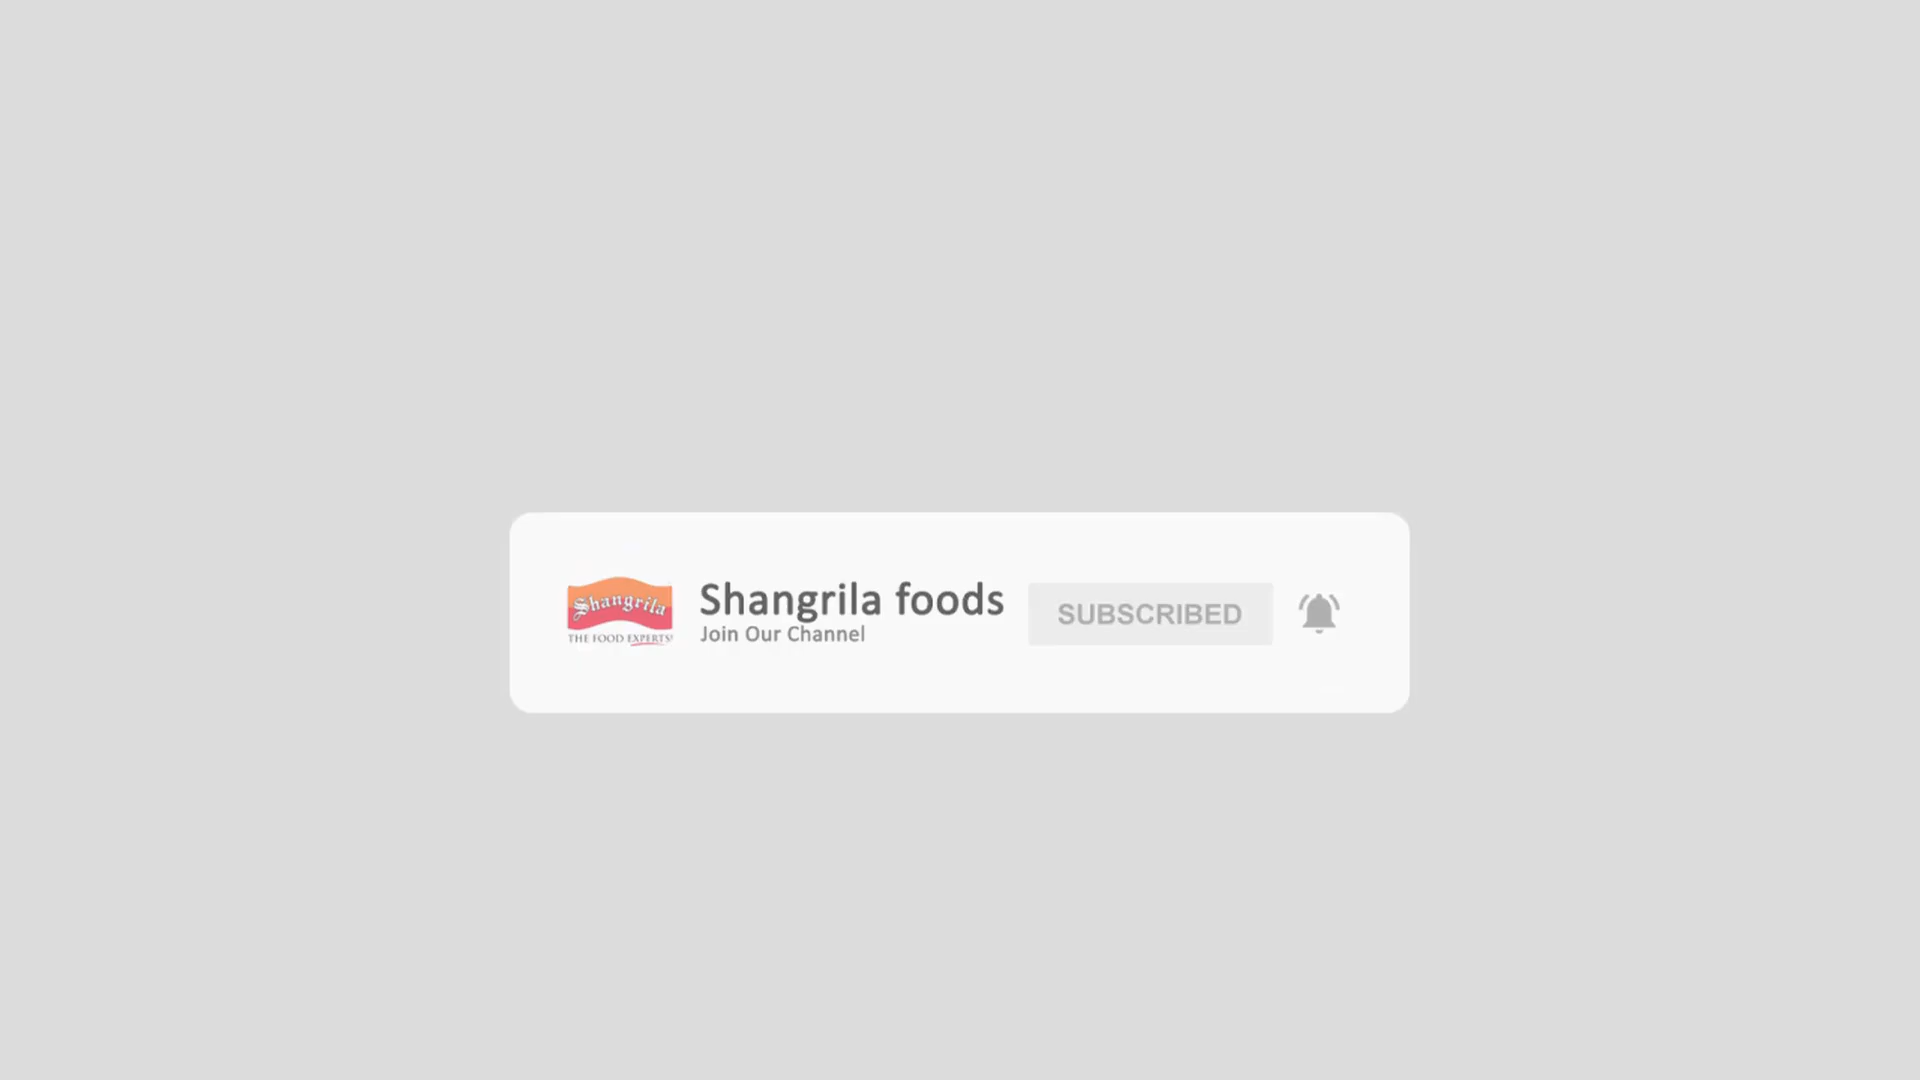 Shangrila
THE FOOD EXPERTS!
Shangrila foods
Join Our Channel
SUBSCRIBED